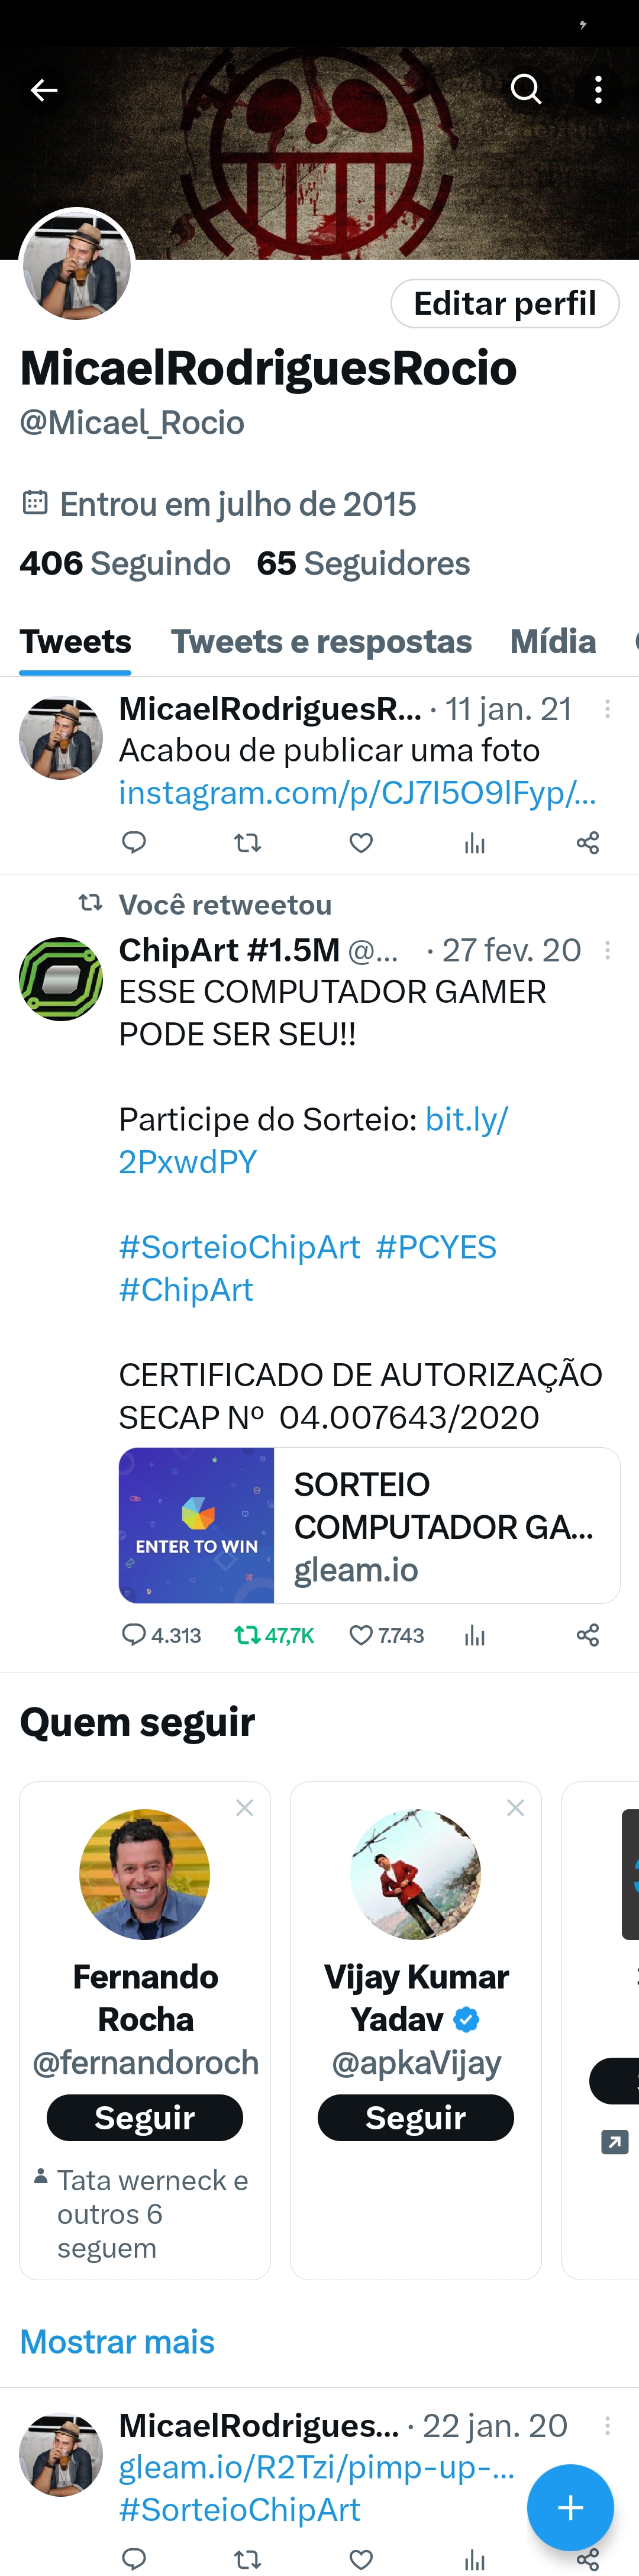 Editar perfil
MicaelRodriguesRocio
@Micael_Rocio
Entrou em julho de 2015
406 Seguindo 65 Seguidores
Tweets Tweets e respostas Mídia
MicaelRodriguesR... · 11 jan. 21
Acabou de publicar uma foto
instagram.com/p/CJ7I5O9lFyp/...
Você retweetou
ChipArt #1.5M @... · 27 fev. 20
ESSE COMPUTADOR GAMER
PODE SER SEU!!
Participe do Sorteio: bit.ly/
2PxwdPY
#SorteioChipArt #PCYES
#ChipArt
CERTIFICADO DE AUTORIZAÇÃO
SECAP Nº 04.007643/2020
ENTER TO WIN
SORTEIO
COMPUTADOR GA...
gleam.io
4.313 47,7K 7.743
Quem seguir
Fernando
Rocha
@fernandoroch
Seguir
Tata werneck e
outros 6
seguem
Vijay Kumar
Yadav
@apkaVijay
Seguir
Mostrar mais
MicaelRodrigues... · 22 jan. 20
gleam.io/R2Tzi/pimp-up-...
#SorteioChipArt